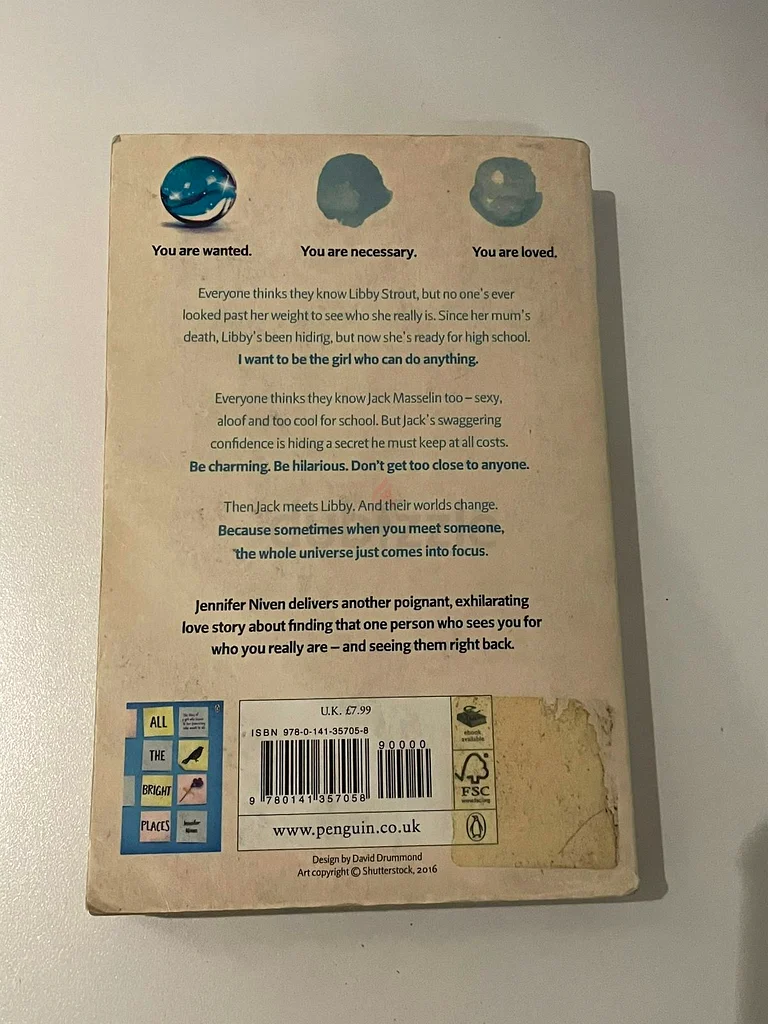 You are wanted.
You are necessary.
You are loved.
Everyone thinks they know Libby Strout, but no one's ever
looked past her weight to see who she really is. Since her mum's
death, Libby's been hiding, but now she's ready for high school.
I want to be the girl who can do anything.
Everyone thinks they know Jack Masselin too – sexy,
aloof and too cool for school. But Jack's swaggering
confidence is hiding a secret he must keep at all costs.
Be charming. Be hilarious. Don't get too close to anyone.
Then Jack meets Libby. And their worlds change.
Because sometimes when you meet someone,
the whole universe just comes into focus.
Jennifer Niven delivers another poignant, exhilarating
love story about finding that one person who sees you for
who you really are – and seeing them right back.
ALL
THE
BRIGHT
PLACES
Jennifer
Niven
U.K. £7.99
ISBN 978-0-141-35705-8
90000
9 780141 357058
www.penguin.co.uk
ebook
available
FSC
www.fsc.org
Design by David Drummond
Art copyright © Shutterstock, 2016